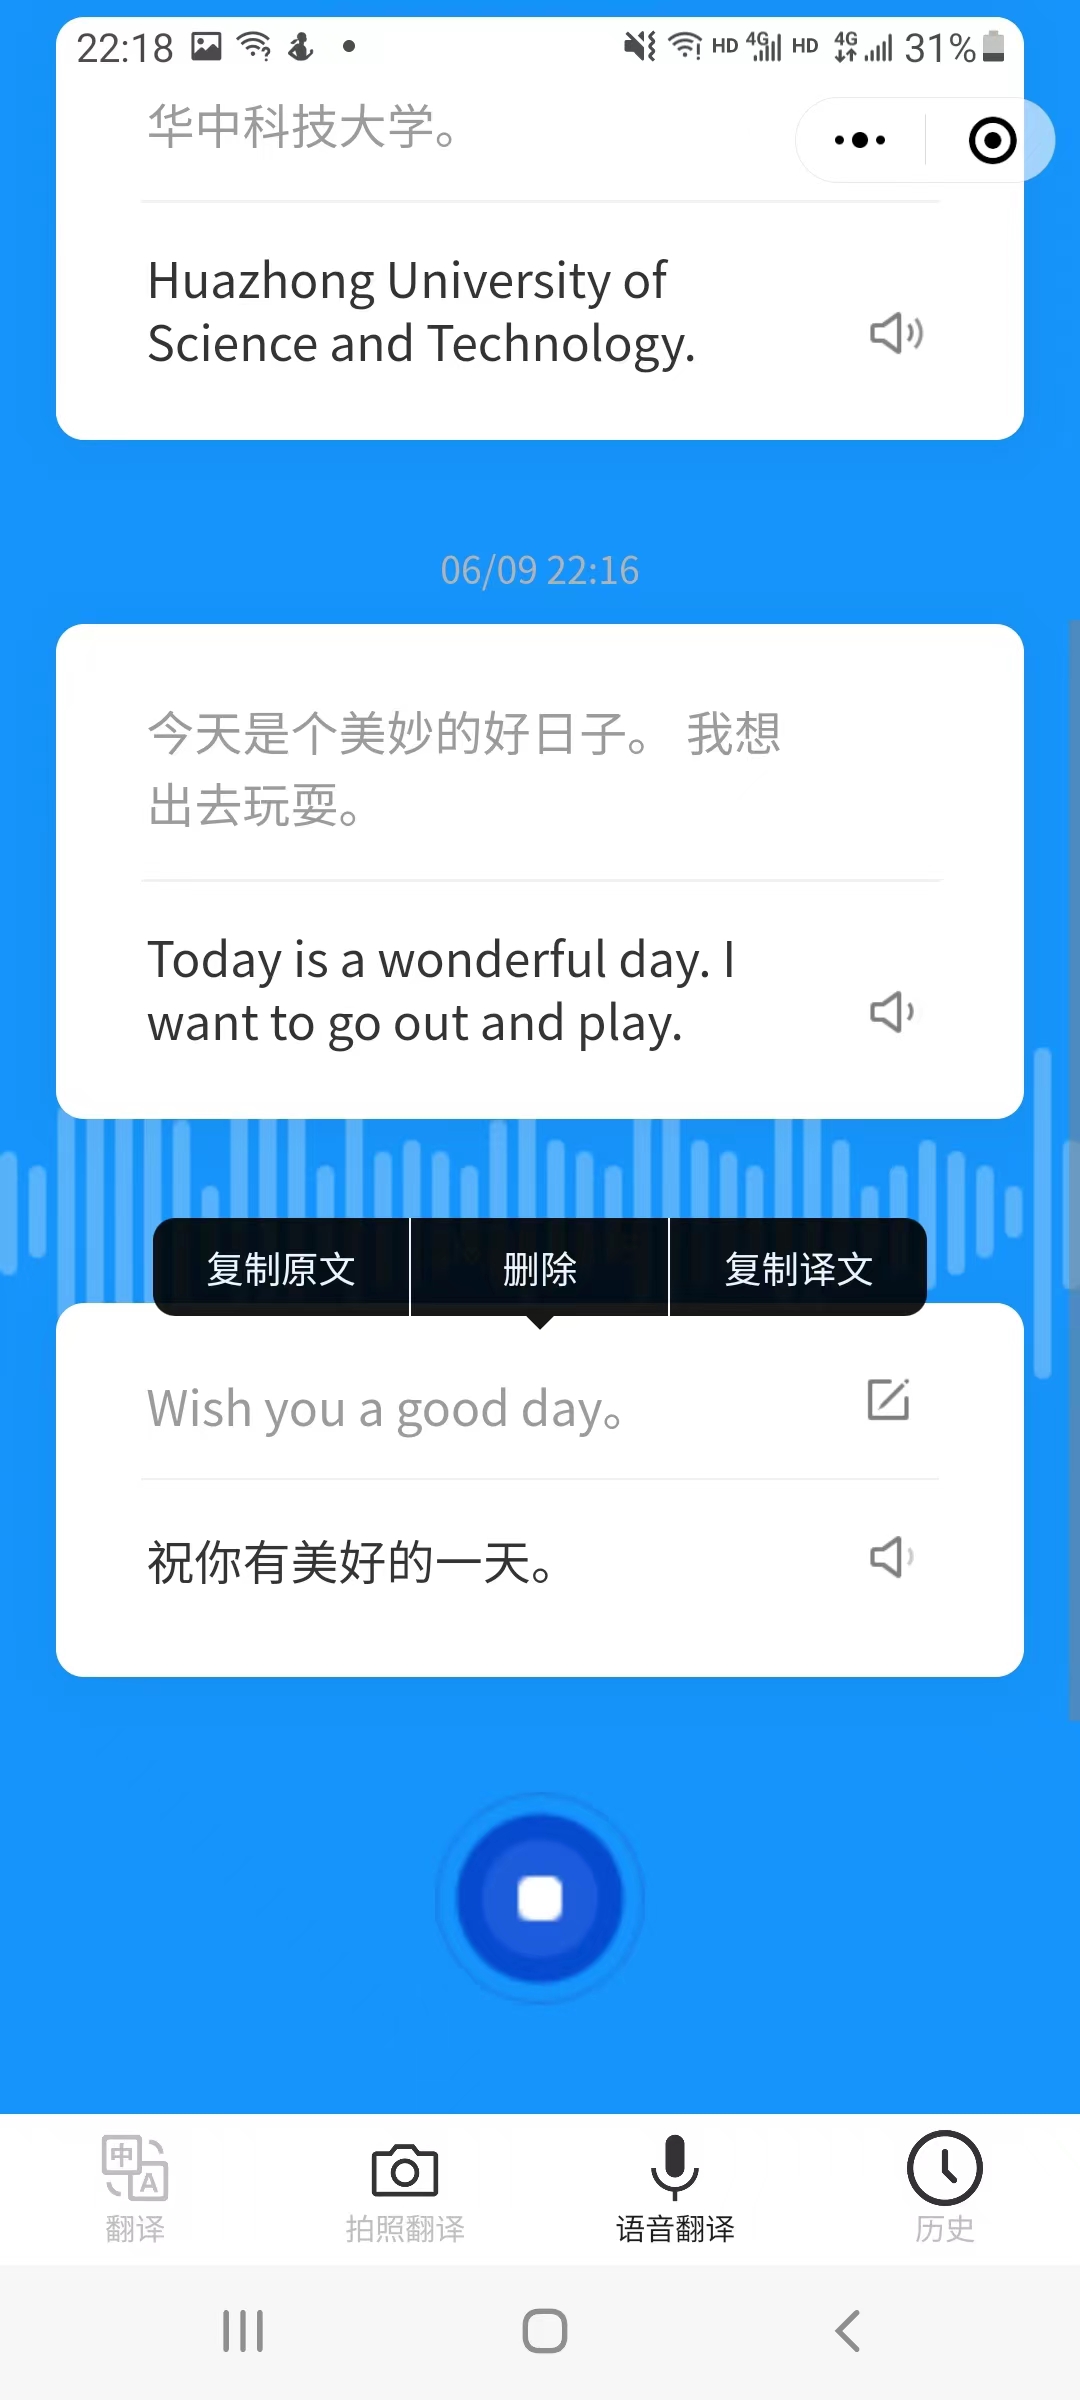 22:18 HD 4G HD 4G 31%
华中科技大学。
Huazhong University of
Science and Technology.
06/09 22:16
今天是个美妙的好日子。 我想
出去玩耍。
Today is a wonderful day. I
want to go out and play.
复制原文 删除 复制译文
Wish you a good day。
祝你有美好的一天。
中 A
翻译 拍照翻译 语音翻译 历史